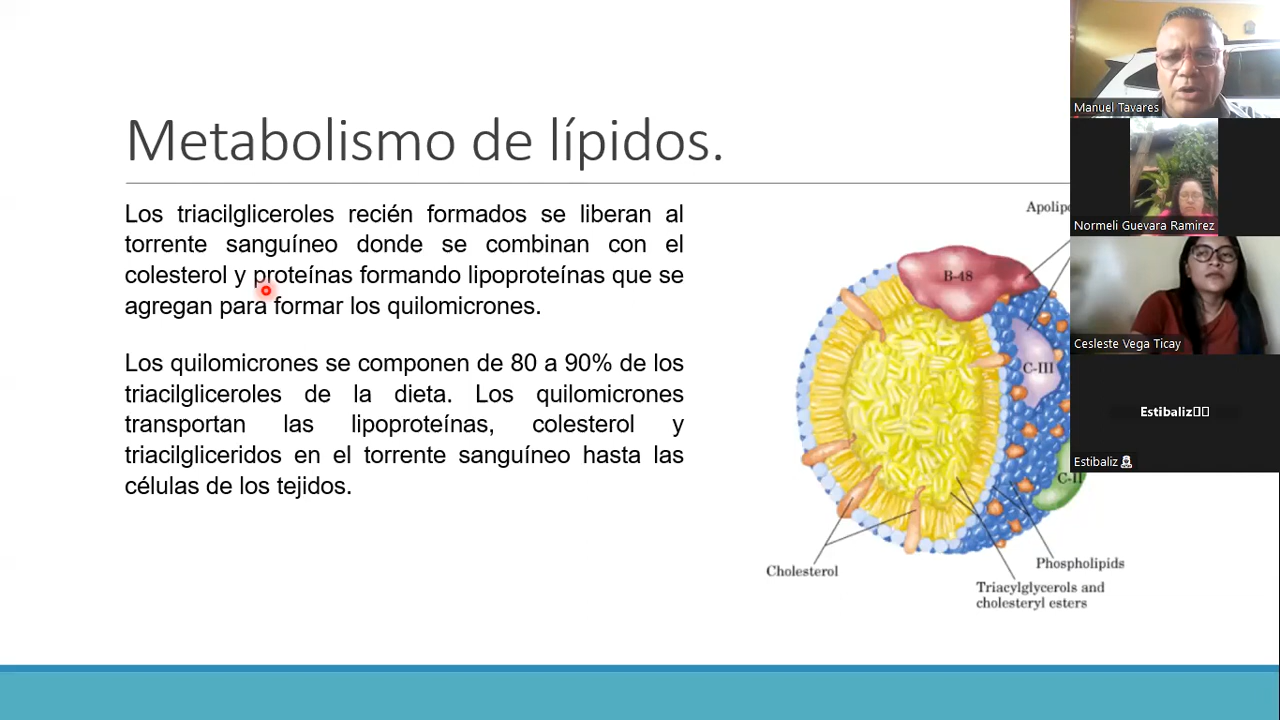 Metabolismo de lípidos.
Los triacilgliceroles recién formados se liberan al
torrente sanguíneo donde se combinan con el
colesterol y proteínas formando lipoproteínas que se
agregan para formar los quilomicrones.
Los quilomicrones se componen de 80 a 90% de los
triacilgliceroles de la dieta. Los quilomicrones
transportan las lipoproteínas, colesterol y
triacilgliceridos en el torrente sanguíneo hasta las
células de los tejidos.
Apolip
B-48
C-III
C-II
Cholesterol
Phospholipids
Triacylglycerols and
cholesteryl esters
Manuel Tavares
Normeli Guevara Ramirez
Cesleste Vega Ticay
Estibaliz
Estibaliz